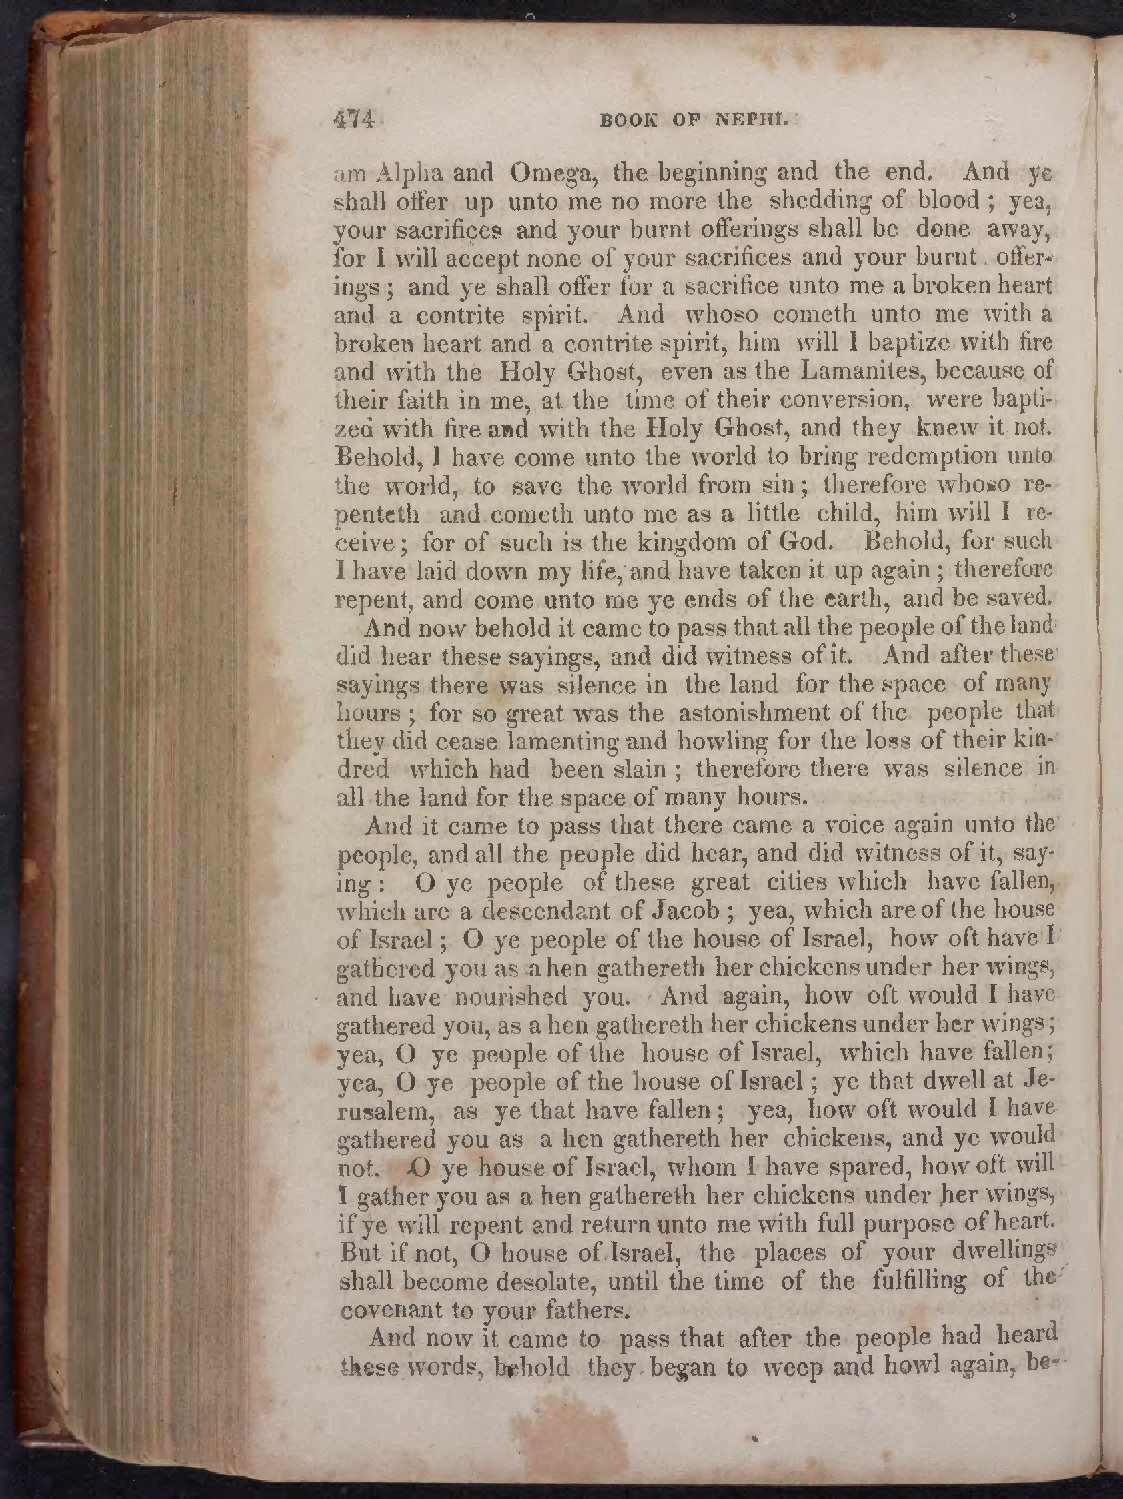 474 BOOK OF NEPHI.
am Alpha and Omega, the beginning and the end. And ye
shall offer up unto me no more the shedding of blood; yea,
your sacrifices and your burnt offerings shall be done away,
for I will accept none of your sacrifices and your burnt offer-
ings; and ye shall offer for a sacrifice unto me a broken heart
and a contrite spirit. And whoso cometh unto me with a
broken heart and a contrite spirit, him will I baptize with fire
and with the Holy Ghost, even as the Lamanites, because of
their faith in me, at the time of their conversion, were bapti-
zed with fire and with the Holy Ghost, and they knew it not.
Behold, I have come unto the world to bring redemption unto
the world, to save the world from sin; therefore whoso re-
penteth and cometh unto me as a little child, him will I re-
ceive; for of such is the kingdom of God. Behold, for such
I have laid down my life, and have taken it up again; therefore
repent, and come unto me ye ends of the earth, and be saved.
And now behold it came to pass that all the people of the land
did hear these sayings, and did witness of it. And after these
sayings there was silence in the land for the space of many
hours; for so great was the astonishment of the people that
they did cease lamenting and howling for the loss of their kin-
dred which had been slain; therefore there was silence in
all the land for the space of many hours.
And it came to pass that there came a voice again unto the
people, and all the people did hear, and did witness of it, say-
ing: O ye people of these great cities which have fallen,
which are a descendant of Jacob; yea, which are of the house
of Israel; O ye people of the house of Israel, how oft have I
gathered you as a hen gathereth her chickens under her wings,
and have nourished you. And again, how oft would I have
gathered you, as a hen gathereth her chickens under her wings;
yea, O ye people of the house of Israel, which have fallen;
yea, O ye people of the house of Israel; ye that dwell at Je-
rusalem, as ye that have fallen; yea, how oft would I have
gathered you as a hen gathereth her chickens, and ye would
not. O ye house of Israel, whom I have spared, how oft will
I gather you as a hen gathereth her chickens under her wings,
if ye will repent and return unto me with full purpose of heart.
But if not, O house of Israel, the places of your dwellings
shall become desolate, until the time of the fulfilling of the
covenant to your fathers.
And now it came to pass that after the people had heard
these words, behold they began to weep and howl again, be-